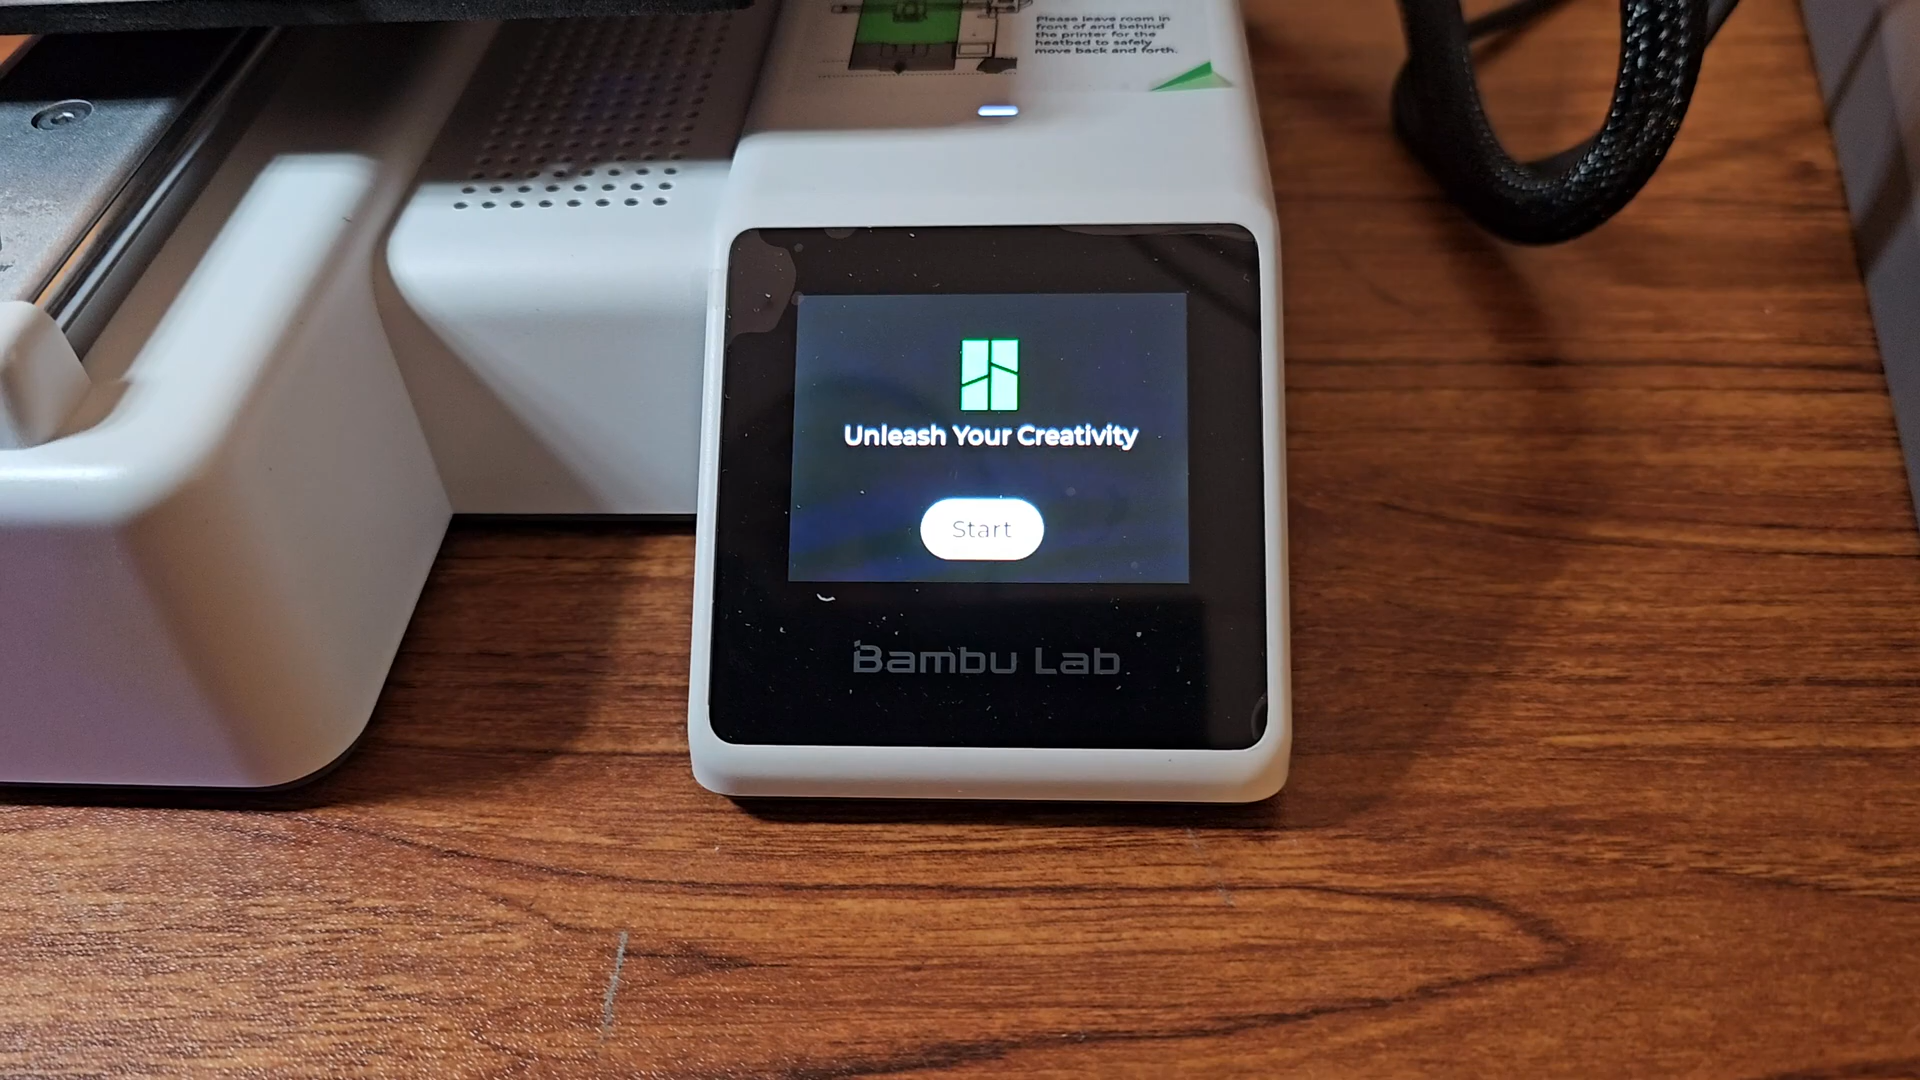 Please leave room in
front of and behind
the printer for the
heatbed to safely
move back and forth.
Unleash Your Creativity
Start
Bambu Lab